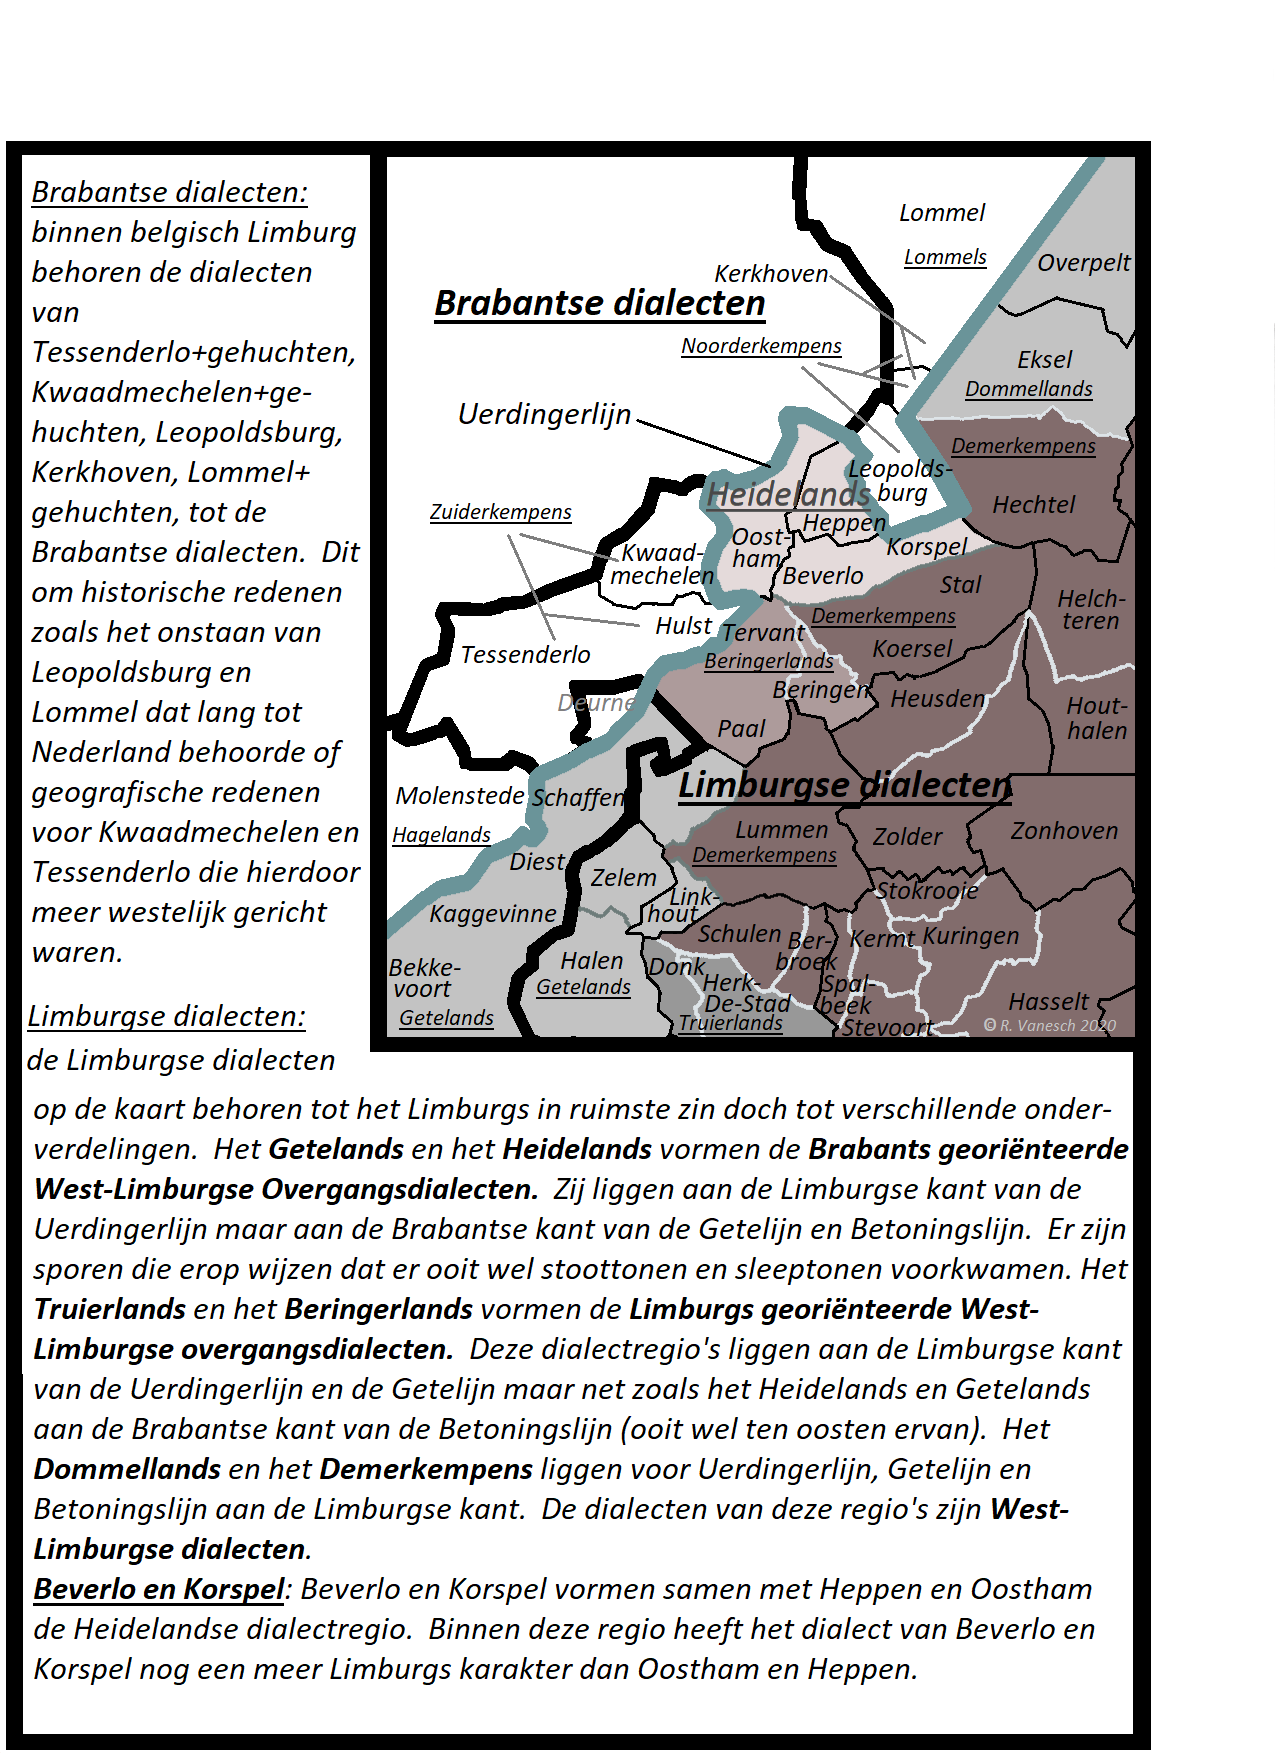 Brabantse dialecten:
binnen belgisch Limburg
behoren de dialecten
van
Tessenderlo+gehuchten,
Kwaadmechelen+ge-
huchten, Leopoldsburg,
Kerkhoven, Lommel+
gehuchten, tot de
Brabantse dialecten.  Dit
om historische redenen
zoals het onstaan van
Leopoldsburg en
Lommel dat lang tot
Nederland behoorde of
geografische redenen
voor Kwaadmechelen en
Tessenderlo die hierdoor
meer westelijk gericht
waren.
Lommel
Lommels
Overpelt
Kerkhoven
Brabantse dialecten
Noorderkempens
Eksel
Dommellands
Uerdingerlijn
Demerkempens
Leopolds-
burg
Heidelands
Hechtel
Zuiderkempens
Heppen
Oost-
ham
Korspel
Kwaad-
mechelen
Beverlo
Stal
Helch-
teren
Demerkempens
Hulst
Tervant
Koersel
Tessenderlo
Beringerlands
Beringen
Heusden
Deurne
Hout-
halen
Paal
Limburgse dialecten
Molenstede
Schaffen
Hagelands
Lummen
Demerkempens
Zolder
Zonhoven
Diest
Zelem
Link-
hout
Stokrooie
Kaggevinne
Schulen
Ber-
broek
Kermt
Kuringen
Bekke-
voort
Getelands
Halen
Getelands
Donk
Herk-
De-Stad
Truierlands
Spal-
beek
Stevoort
Hasselt
© R. Vanesch 2020
Limburgse dialecten:
de Limburgse dialecten
op de kaart behoren tot het Limburgs in ruimste zin doch tot verschillende onder-
verdelingen.  Het Getelands en het Heidelands vormen de Brabants georiënteerde
West-Limburgse Overgangsdialecten.  Zij liggen aan de Limburgse kant van de
Uerdingerlijn maar aan de Brabantse kant van de Getelijn en Betoningslijn.  Er zijn
sporen die erop wijzen dat er ooit wel stoottonen en sleeptonen voorkwamen. Het
Truierlands en het Beringerlands vormen de Limburgs georiënteerde West-
Limburgse overgangsdialecten.  Deze dialectregio's liggen aan de Limburgse kant
van de Uerdingerlijn en de Getelijn maar net zoals het Heidelands en Getelands
aan de Brabantse kant van de Betoningslijn (ooit wel ten oosten ervan).  Het
Dommellands en het Demerkempens liggen voor Uerdingerlijn, Getelijn en
Betoningslijn aan de Limburgse kant.  De dialecten van deze regio's zijn West-
Limburgse dialecten.
Beverlo en Korspel: Beverlo en Korspel vormen samen met Heppen en Oostham
de Heidelandse dialectregio.  Binnen deze regio heeft het dialect van Beverlo en
Korspel nog een meer Limburgs karakter dan Oostham en Heppen.